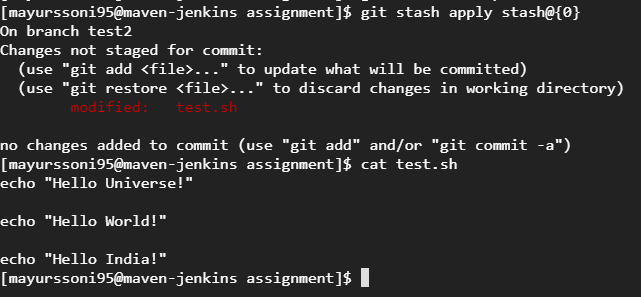 [mayurssoni95@maven-jenkins assignment]$ git stash apply stash@{0}
On branch test2
Changes not staged for commit:
  (use "git add <file>..." to update what will be committed)
  (use "git restore <file>..." to discard changes in working directory)
        modified:   test.sh

no changes added to commit (use "git add" and/or "git commit -a")
[mayurssoni95@maven-jenkins assignment]$ cat test.sh
echo "Hello Universe!"

echo "Hello World!"

echo "Hello India!"
[mayurssoni95@maven-jenkins assignment]$